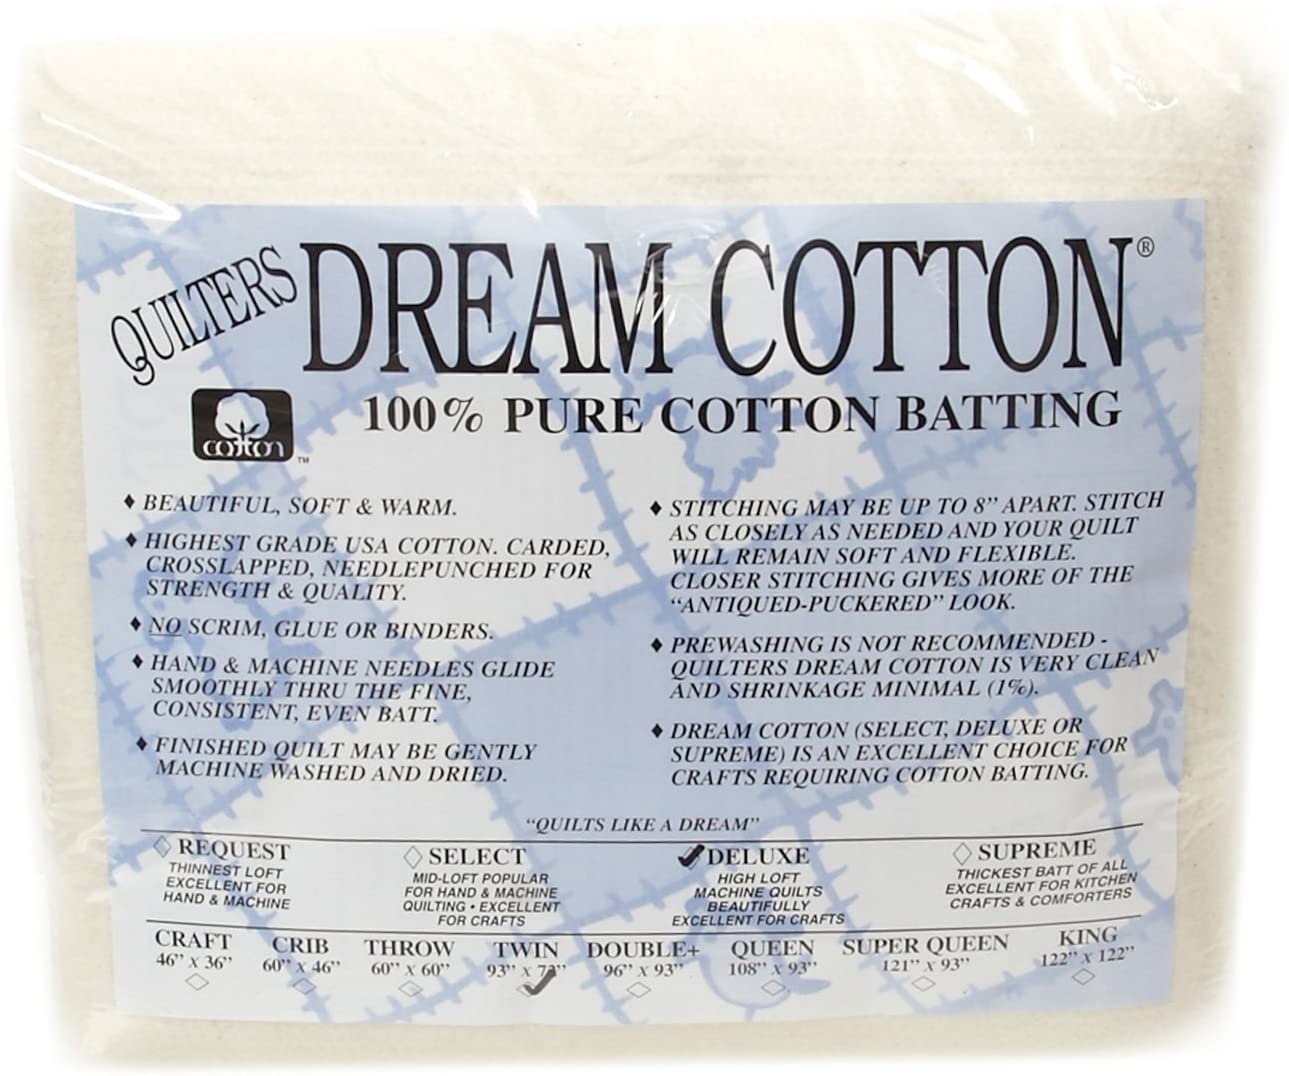 QUILTERS DREAM COTTON®
cotton ™
100% PURE COTTON BATTING
♦ BEAUTIFUL, SOFT & WARM.
♦ HIGHEST GRADE USA COTTON. CARDED,
CROSSLAPPED, NEEDLEPUNCHED FOR
STRENGTH & QUALITY.
♦ NO SCRIM, GLUE OR BINDERS.
♦ HAND & MACHINE NEEDLES GLIDE
SMOOTHLY THRU THE FINE,
CONSISTENT, EVEN BATT.
♦ FINISHED QUILT MAY BE GENTLY
MACHINE WASHED AND DRIED.
♦ STITCHING MAY BE UP TO 8" APART. STITCH
AS CLOSELY AS NEEDED AND YOUR QUILT
WILL REMAIN SOFT AND FLEXIBLE.
CLOSER STITCHING GIVES MORE OF THE
"ANTIQUED-PUCKERED" LOOK.
♦ PREWASHING IS NOT RECOMMENDED -
QUILTERS DREAM COTTON IS VERY CLEAN
AND SHRINKAGE MINIMAL (1%).
♦ DREAM COTTON (SELECT, DELUXE OR
SUPREME) IS AN EXCELLENT CHOICE FOR
CRAFTS REQUIRING COTTON BATTING.
"QUILTS LIKE A DREAM"
◇ REQUEST
THINNEST LOFT
EXCELLENT FOR
HAND & MACHINE
◇ SELECT
MID-LOFT POPULAR
FOR HAND & MACHINE
QUILTING • EXCELLENT
FOR CRAFTS
✓ DELUXE
HIGH LOFT
MACHINE QUILTS
BEAUTIFULLY
EXCELLENT FOR CRAFTS
◇ SUPREME
THICKEST BATT OF ALL
EXCELLENT FOR KITCHEN
CRAFTS & COMFORTERS
CRAFT
46" x 36"
CRIB
60" x 46"
THROW
60" x 60"
TWIN
93" x 72"
✓
DOUBLE+
96" x 93"
QUEEN
108" x 93"
SUPER QUEEN
121" x 93"
KING
122" x 122"